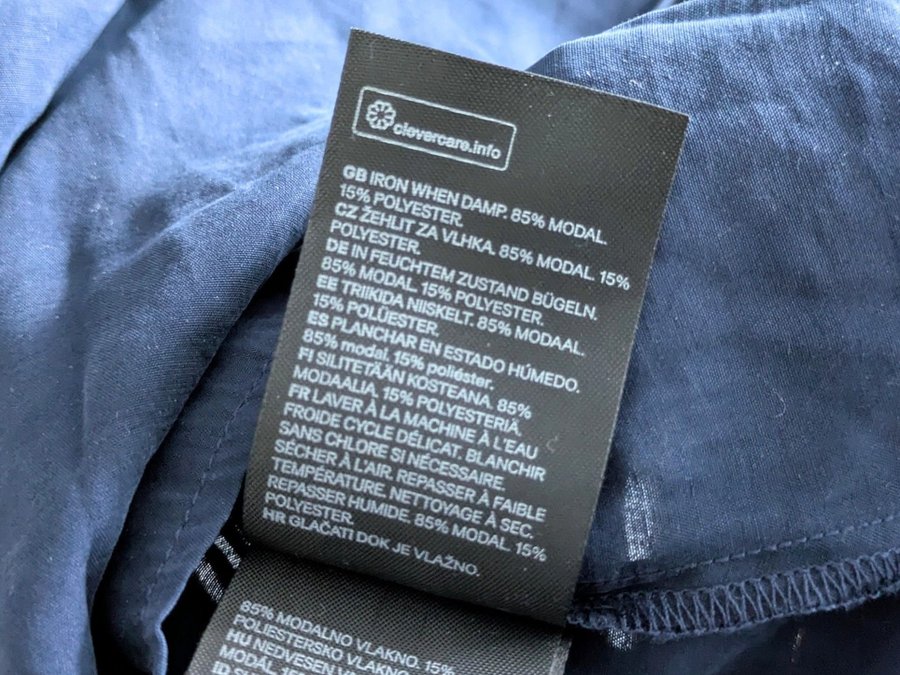 clevercare.info
GB IRON WHEN DAMP. 85% MODAL.
15% POLYESTER.
CZ ŽEHLIT ZA VLHKA. 85% MODAL. 15%
POLYESTER.
DE IN FEUCHTEM ZUSTAND BÜGELN.
85% MODAL. 15% POLYESTER.
EE TRIIKIDA NIISKELT. 85% MODAAL.
15% POLÜESTER.
ES PLANCHAR EN ESTADO HÚMEDO.
85% modal. 15% poliéster.
FI SILITETÄÄN KOSTEANA. 85%
MODAALIA. 15% POLYESTERIÄ.
FR LAVER À LA MACHINE À L'EAU
FROIDE CYCLE DÉLICAT. BLANCHIR
SANS CHLORE SI NÉCESSAIRE.
SÉCHER À L'AIR. REPASSER À FAIBLE
TEMPÉRATURE. NETTOYAGE À SEC.
REPASSER HUMIDE. 85% MODAL. 15%
POLYESTER.
HR GLAČATI DOK JE VLAŽNO.
85% MODALNO VLAKNO. 15%
POLIESTERSKO VLAKNO.
HU NEDVESEN
MODÁL.
ID